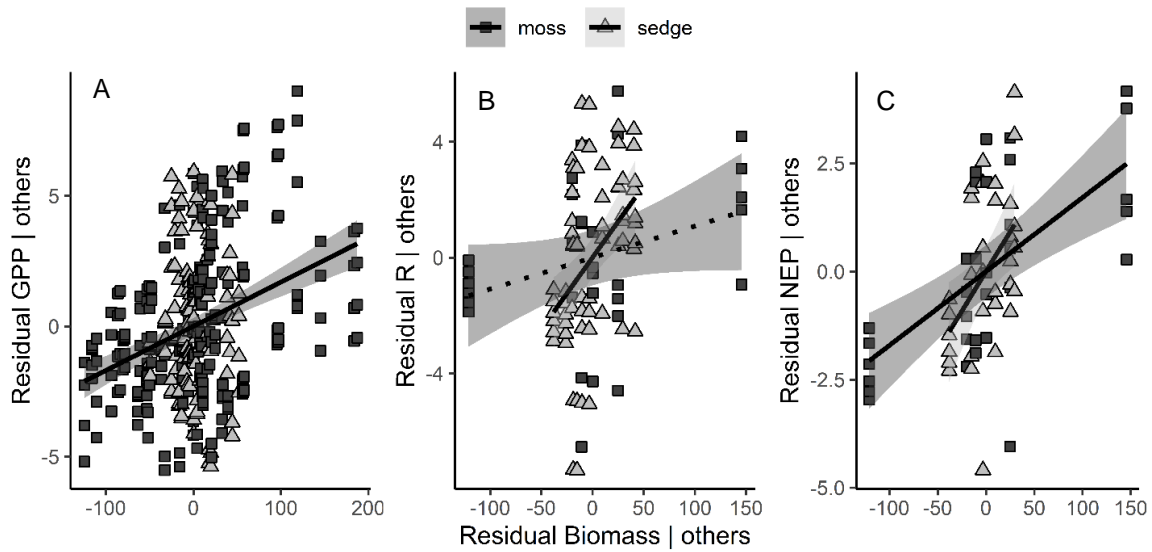 moss sedge
A
B
C
Residual GPP | others
5
0
-5
-100 0 100 200
Residual R | others
4
0
-4
-100 -50 0 50 100 150
Residual NEP | others
2.5
0.0
-2.5
-5.0
-100 -50 0 50 100 150
Residual Biomass | others